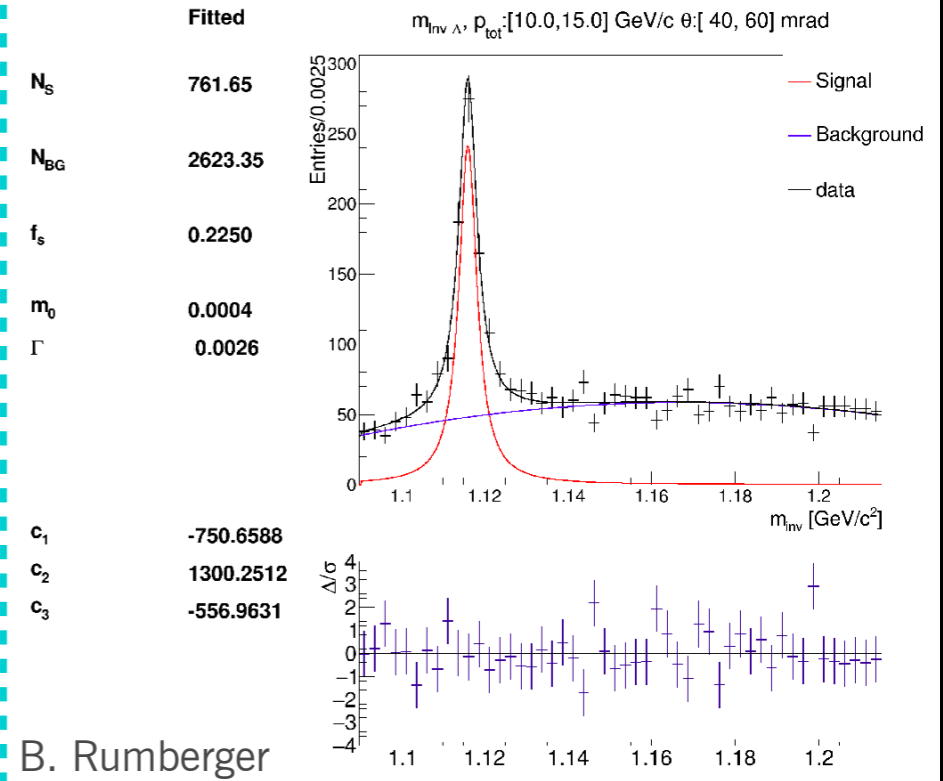 Fitted
N_S 761.65
N_BG 2623.35
f_s 0.2250
m_0 0.0004
Γ 0.0026
c_1 -750.6588
c_2 1300.2512
c_3 -556.9631
m_inv Λ, p_tot:[10.0,15.0] GeV/c θ:[ 40, 60] mrad
Entries/0.0025
300
250
200
150
100
50
0
Signal
Background
data
1.1 1.12 1.14 1.16 1.18 1.2
m_inv [GeV/c²]
Δ/σ
4
3
2
1
0
−1
−2
−3
−4
1.1 1.12 1.14 1.16 1.18 1.2
B. Rumberger